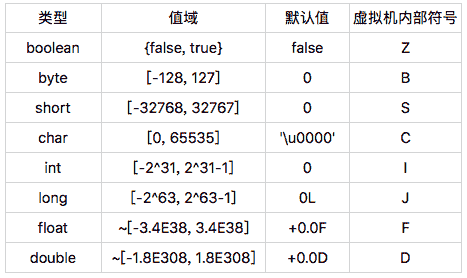 类型 值域 默认值 虚拟机内部符号
boolean {false, true} false Z
byte [-128, 127] 0 B
short [-32768, 32767] 0 S
char [0, 65535] '\u0000' C
int [-2^31, 2^31-1] 0 I
long [-2^63, 2^63-1] 0L J
float ~[-3.4E38, 3.4E38] +0.0F F
double ~[-1.8E308, 1.8E308] +0.0D D